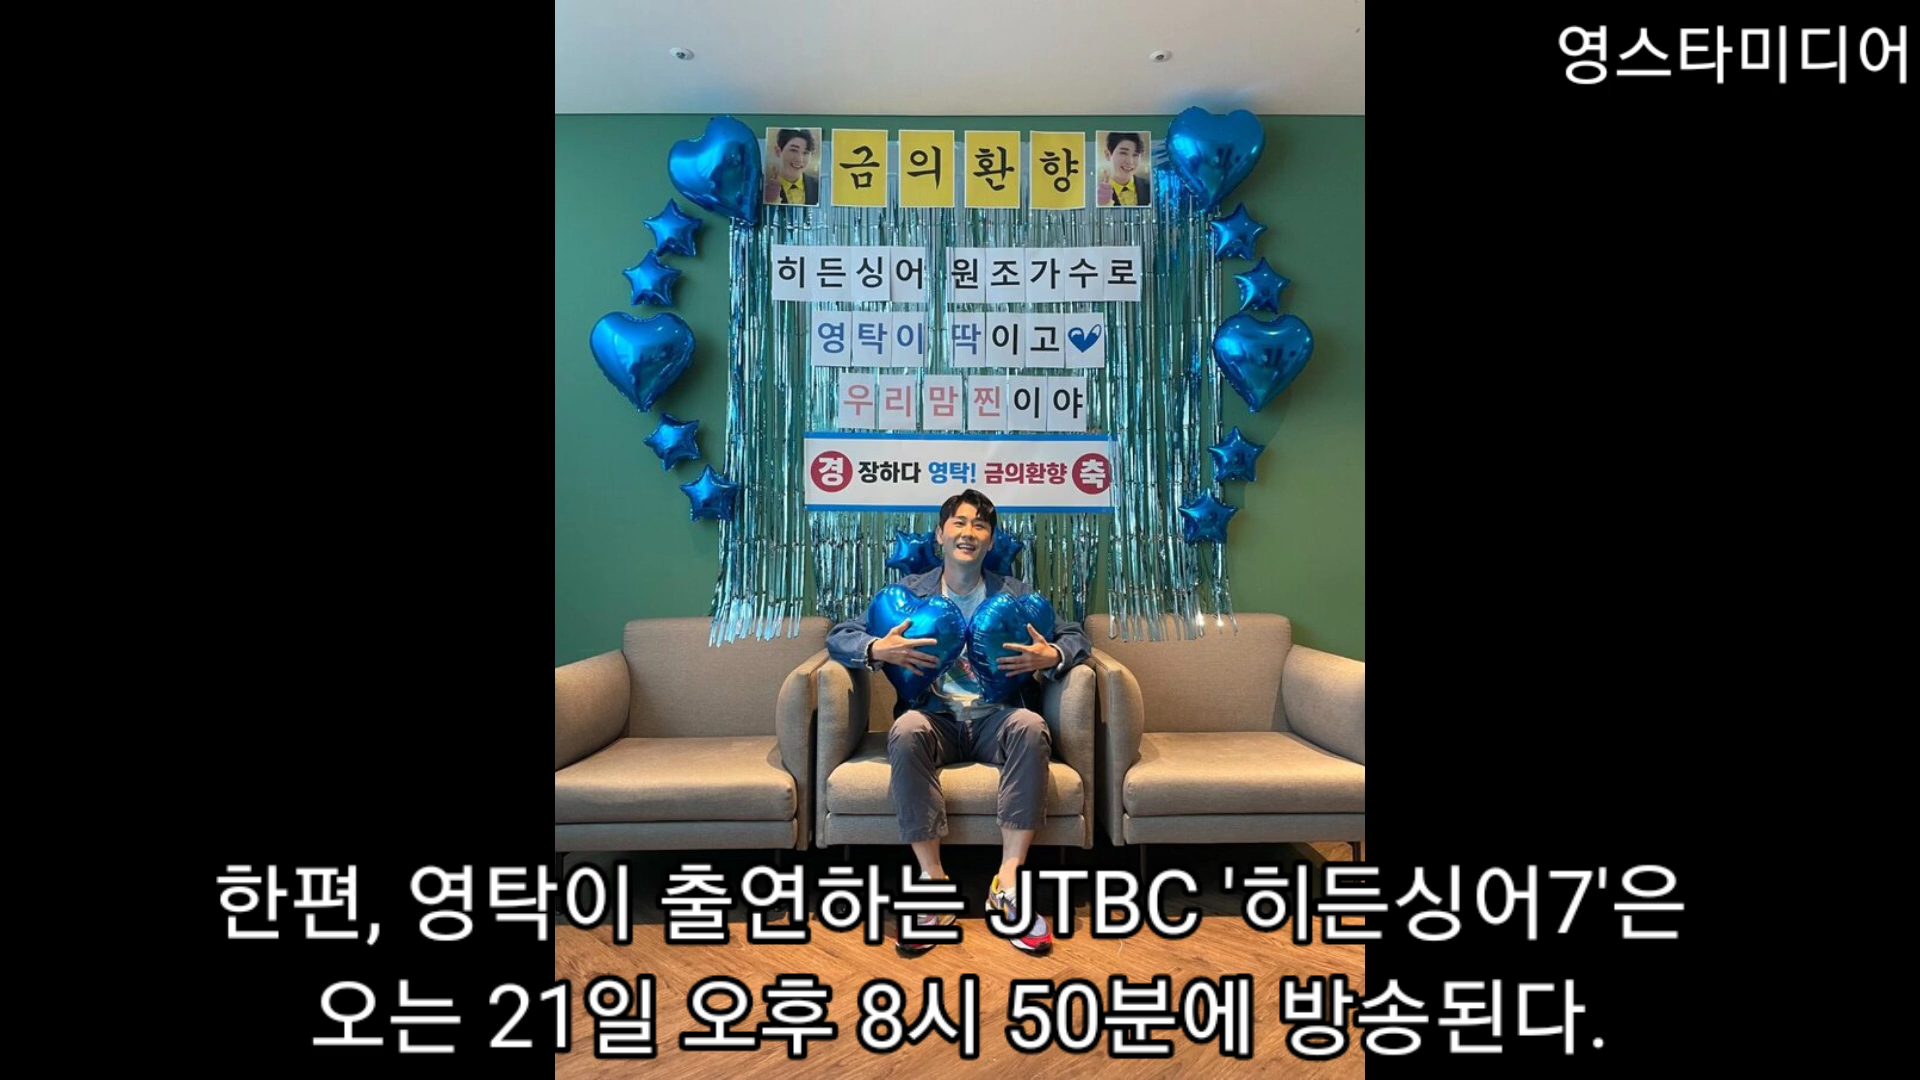 영스타미디어
금의환향
히든싱어 원조가수로
영탁이 딱이고💙
우리맘 찐이야
경 장하다 영탁! 금의환향 축
한편, 영탁이 출연하는 JTBC '히든싱어7'은
오는 21일 오후 8시 50분에 방송된다.